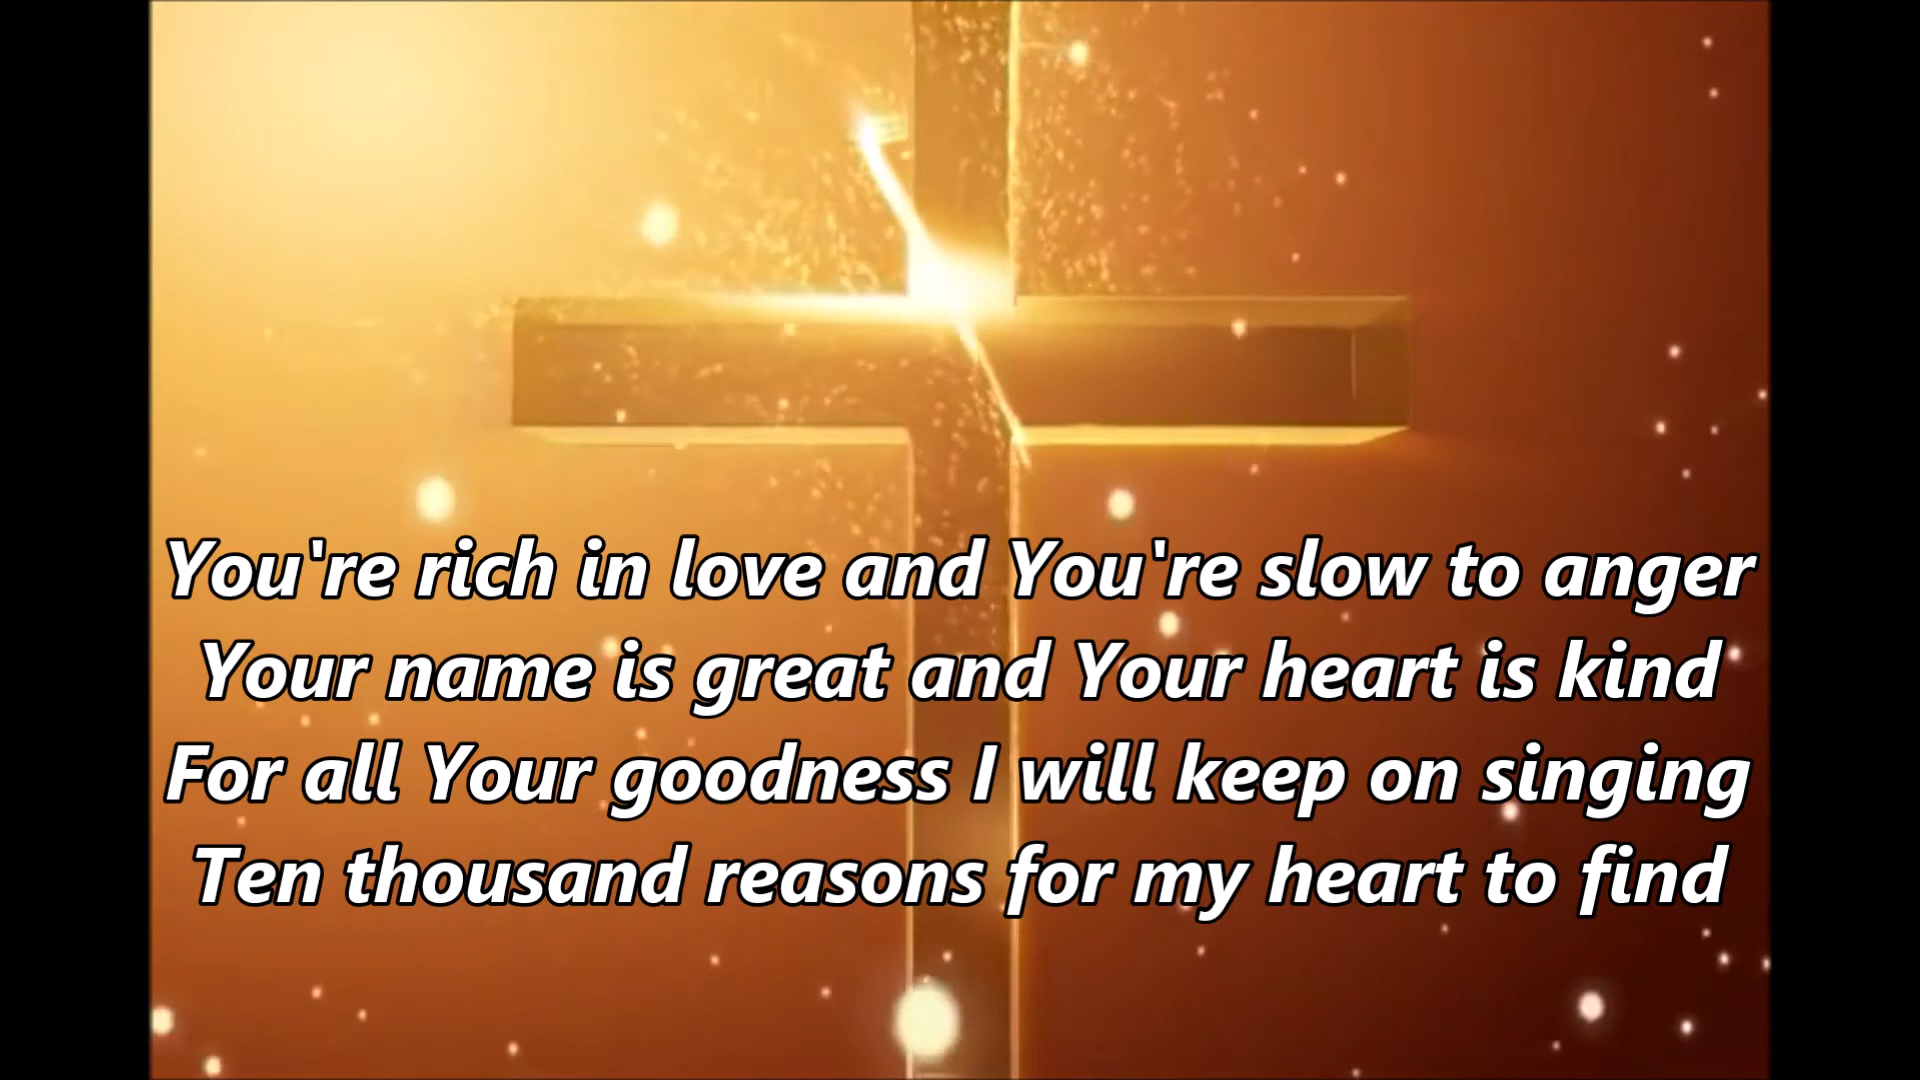 You're rich in love and You're slow to anger
Your name is great and Your heart is kind
For all Your goodness I will keep on singing
Ten thousand reasons for my heart to find